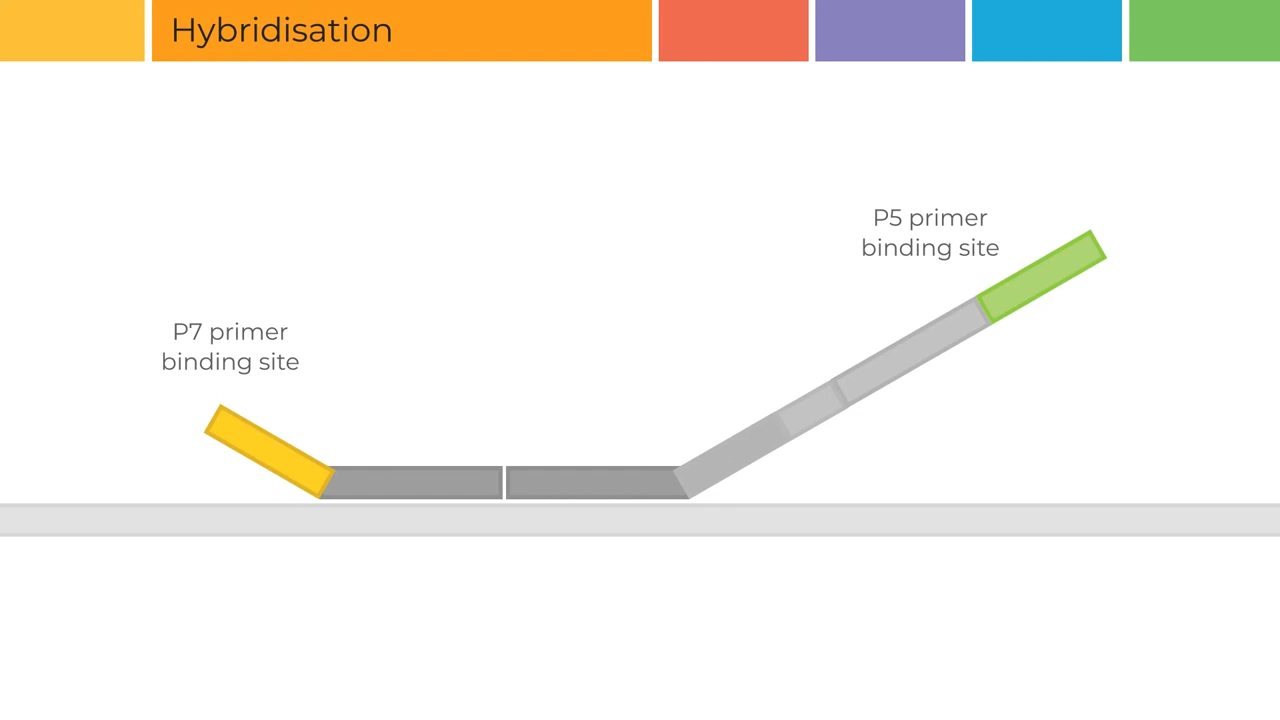 Hybridisation
P5 primer
binding site
P7 primer
binding site